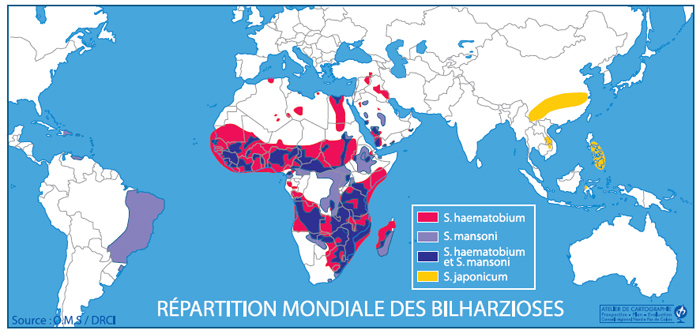 S. haematobium
S. mansoni
S. haematobium
et S. mansoni
S. japonicum
RÉPARTITION MONDIALE DES BILHARZIOSES
Source : O.M.S / DRCI
ATELIER DE CARTOGRAPHIE